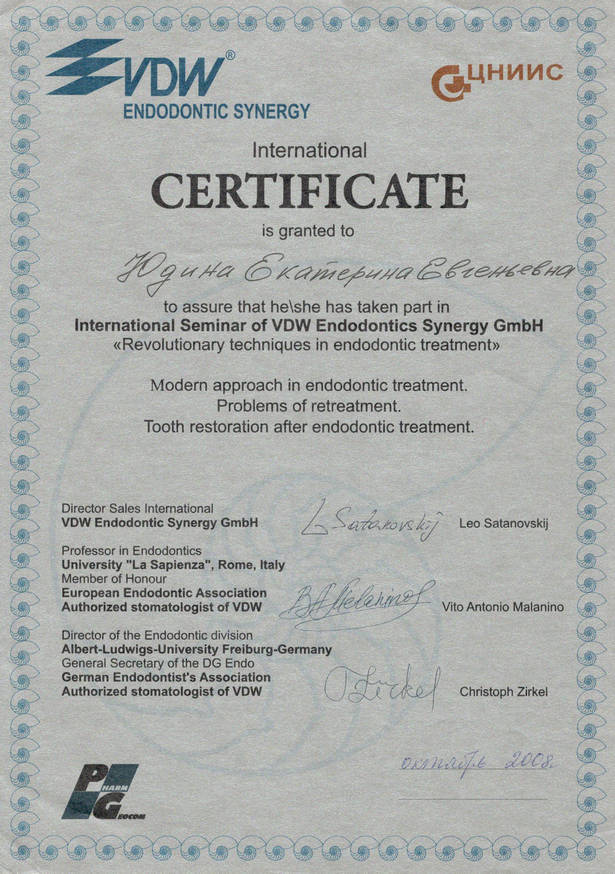 VDW®
ENDODONTIC SYNERGY
ЦНИИС
International
CERTIFICATE
is granted to
Юдина Екатерина Евгеньевна
to assure that he\she has taken part in
International Seminar of VDW Endodontics Synergy GmbH
«Revolutionary techniques in endodontic treatment»
Modern approach in endodontic treatment.
Problems of retreatment.
Tooth restoration after endodontic treatment.
Director Sales International
VDW Endodontic Synergy GmbH
L Satanovskij Leo Satanovskij
Professor in Endodontics
University "La Sapienza", Rome, Italy
Member of Honour
European Endodontic Association
Authorized stomatologist of VDW
Vito Antonio Malanino
Director of the Endodontic division
Albert-Ludwigs-University Freiburg-Germany
General Secretary of the DG Endo
German Endodontist's Association
Authorized stomatologist of VDW
Zirkel Christoph Zirkel
октябрь 2008г.
PHARM
GEOCOM